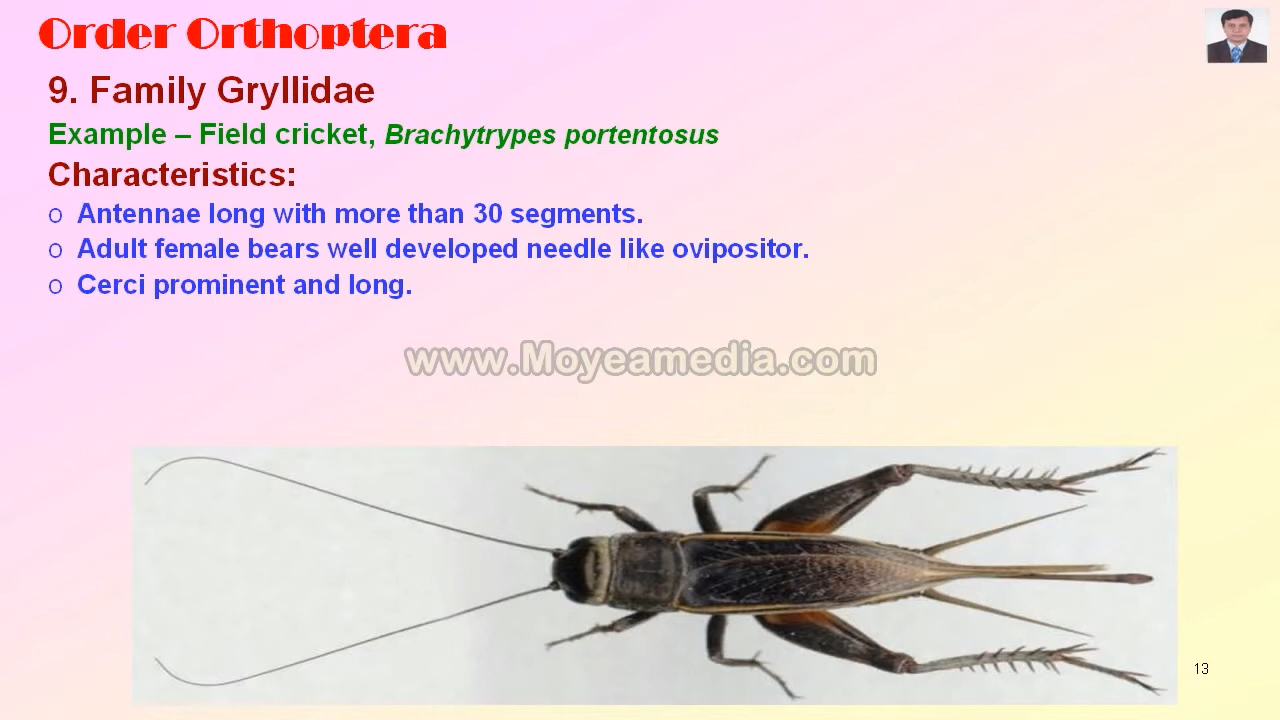 Order Orthoptera
9. Family Gryllidae
Example – Field cricket, Brachytrypes portentosus
Characteristics:
o Antennae long with more than 30 segments.
o Adult female bears well developed needle like ovipositor.
o Cerci prominent and long.
www.Moyeamedia.com
13